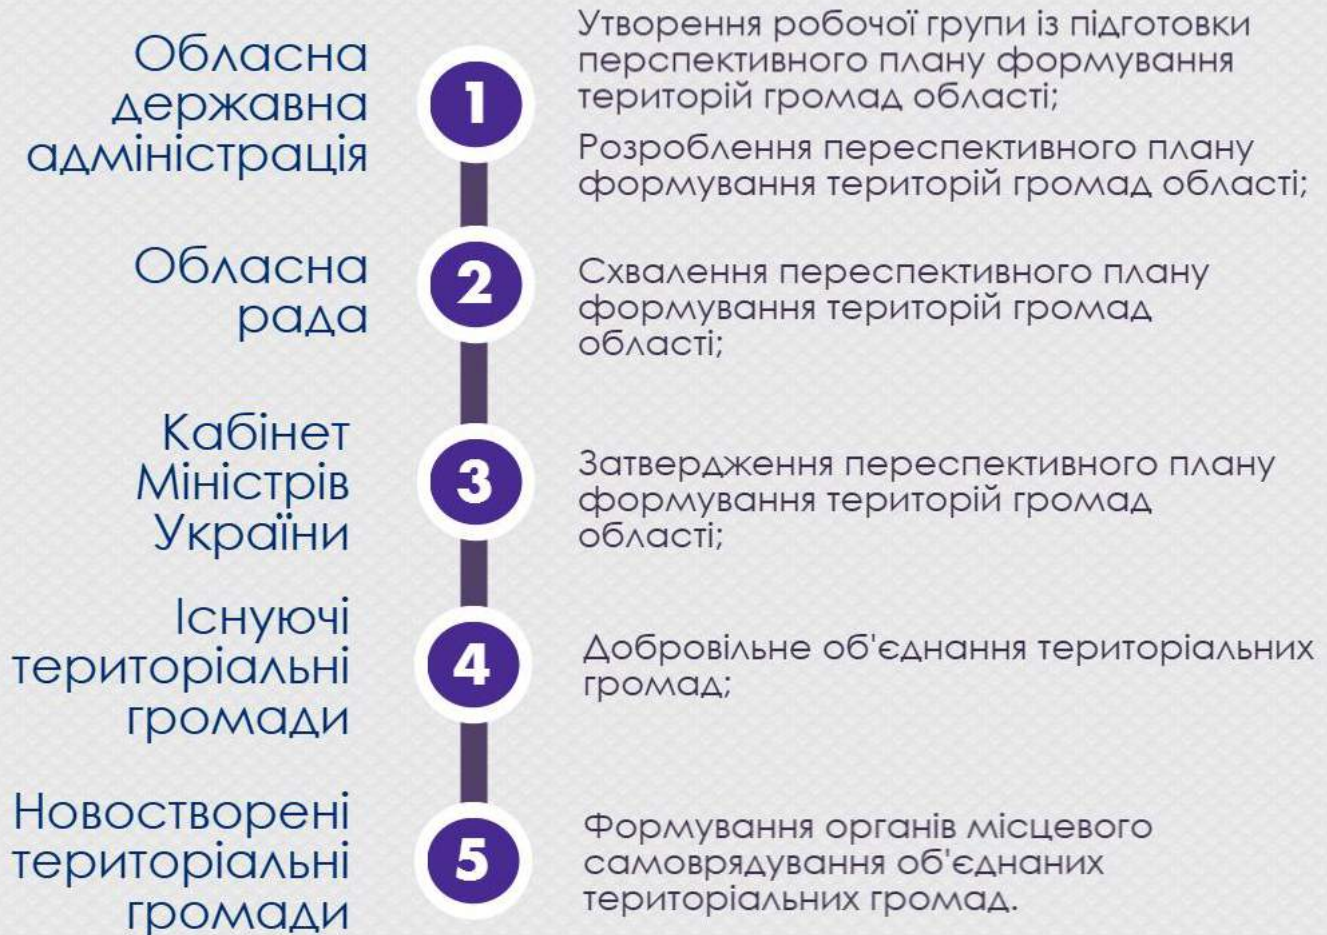 Обласна
державна
адміністрація
1
Утворення робочої групи із підготовки
перспективного плану формування
територій громад області;
Розроблення переспективного плану
формування територій громад області;
Обласна
рада
2
Схвалення переспективного плану
формування територій громад
області;
Кабінет
Міністрів
України
3
Затвердження переспективного плану
формування територій громад
області;
Існуючі
територіальні
громади
4
Добровільне об'єднання територіальних
громад;
Новостворені
територіальні
громади
5
Формування органів місцевого
самоврядування об'єднаних
територіальних громад.